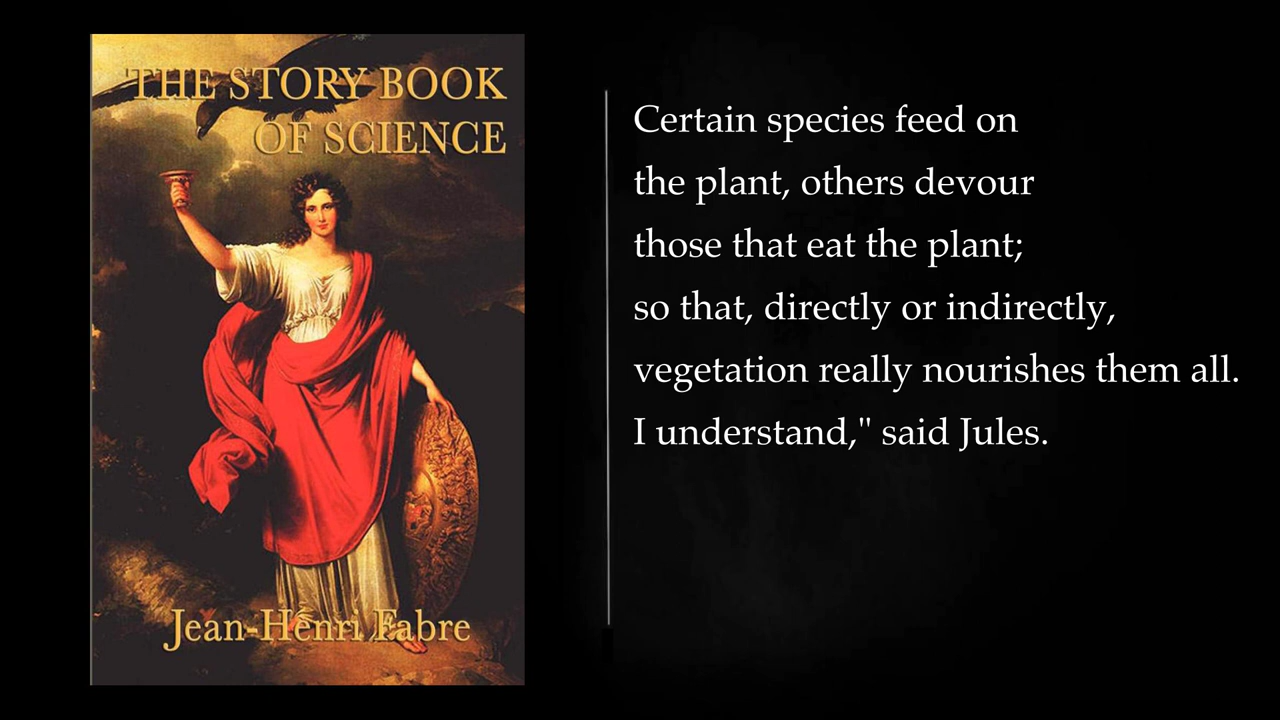 THE STORY BOOK
OF SCIENCE
Jean-Henri Fabre
Certain species feed on
the plant, others devour
those that eat the plant;
so that, directly or indirectly,
vegetation really nourishes them all.
I understand," said Jules.